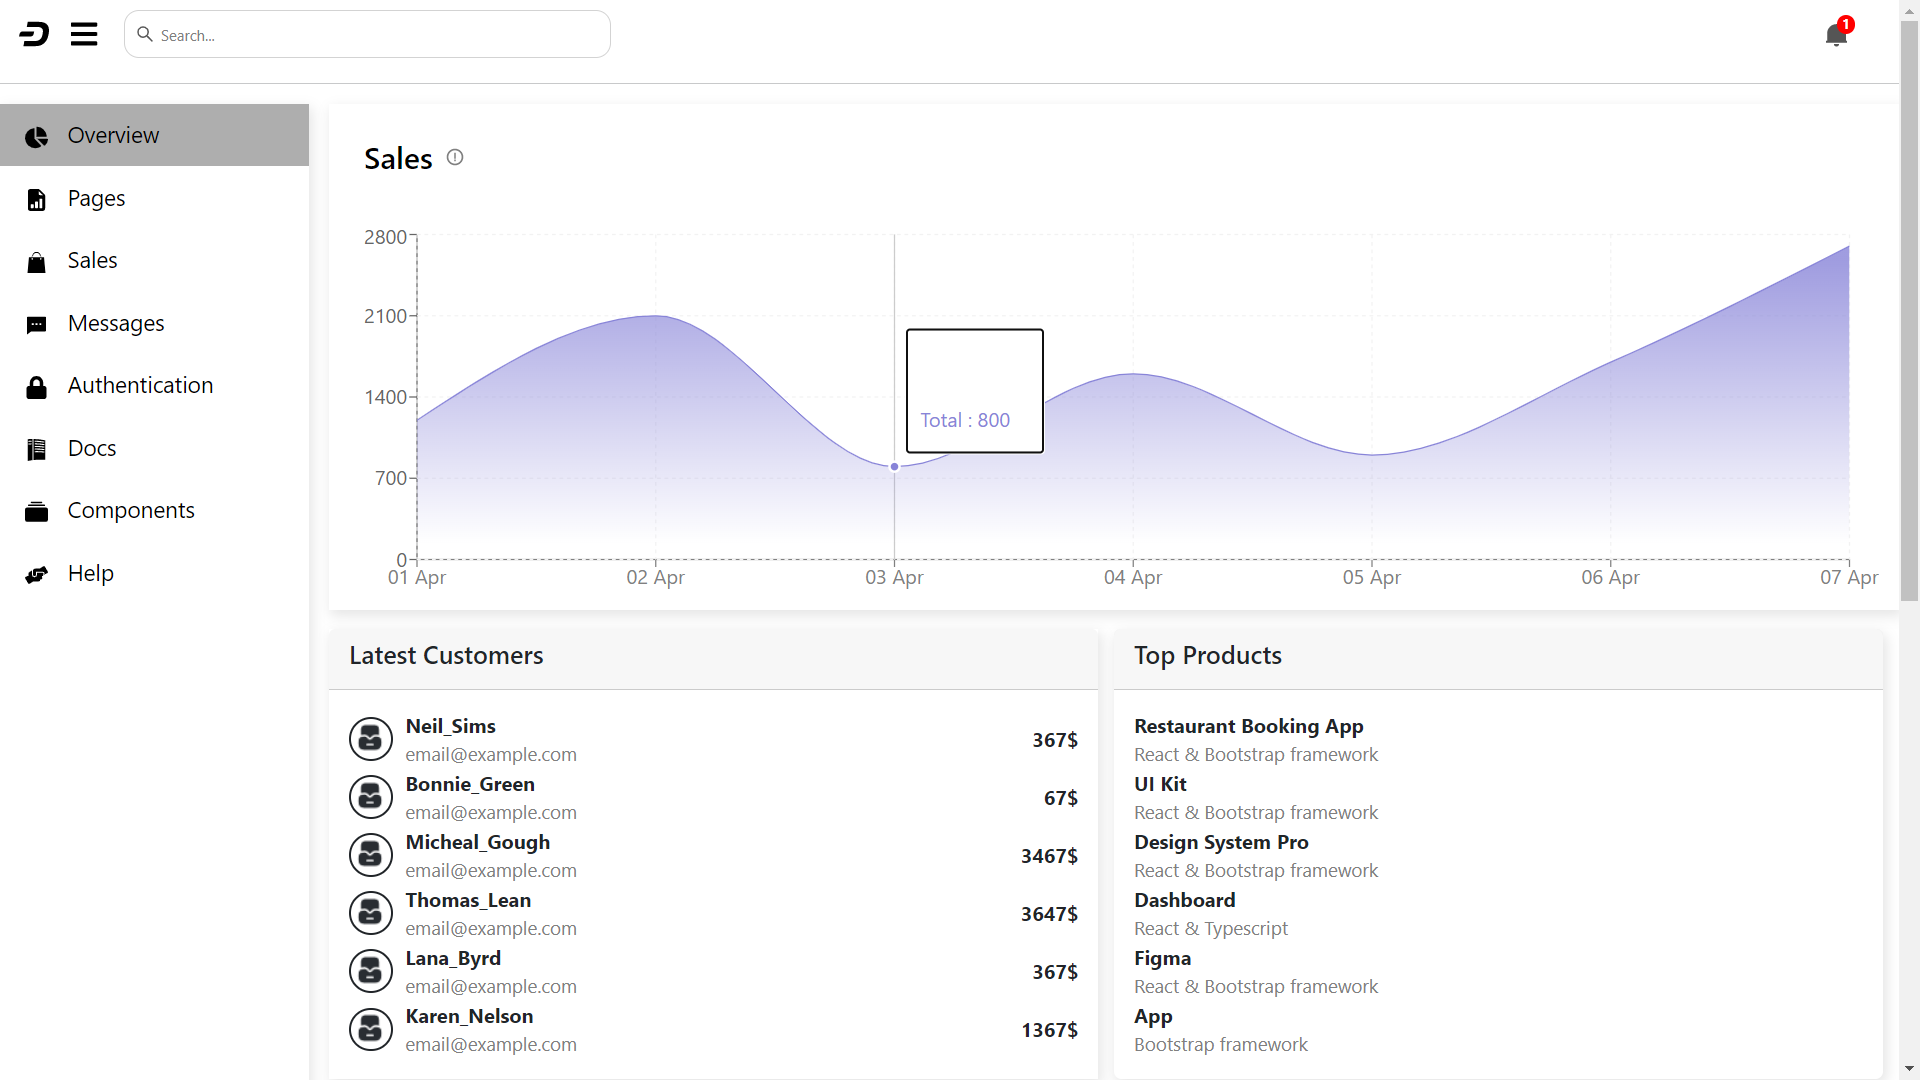 Search...
1
Overview
Pages
Sales
Messages
Authentication
Docs
Components
Help
Sales
2800
2100
1400
700
0
Total : 800
01 Apr 02 Apr 03 Apr 04 Apr 05 Apr 06 Apr 07 Apr
Latest Customers
Neil_Sims
email@example.com
367$
Bonnie_Green
email@example.com
67$
Micheal_Gough
email@example.com
3467$
Thomas_Lean
email@example.com
3647$
Lana_Byrd
email@example.com
367$
Karen_Nelson
email@example.com
1367$
Top Products
Restaurant Booking App
React & Bootstrap framework
UI Kit
React & Bootstrap framework
Design System Pro
React & Bootstrap framework
Dashboard
React & Typescript
Figma
React & Bootstrap framework
App
Bootstrap framework